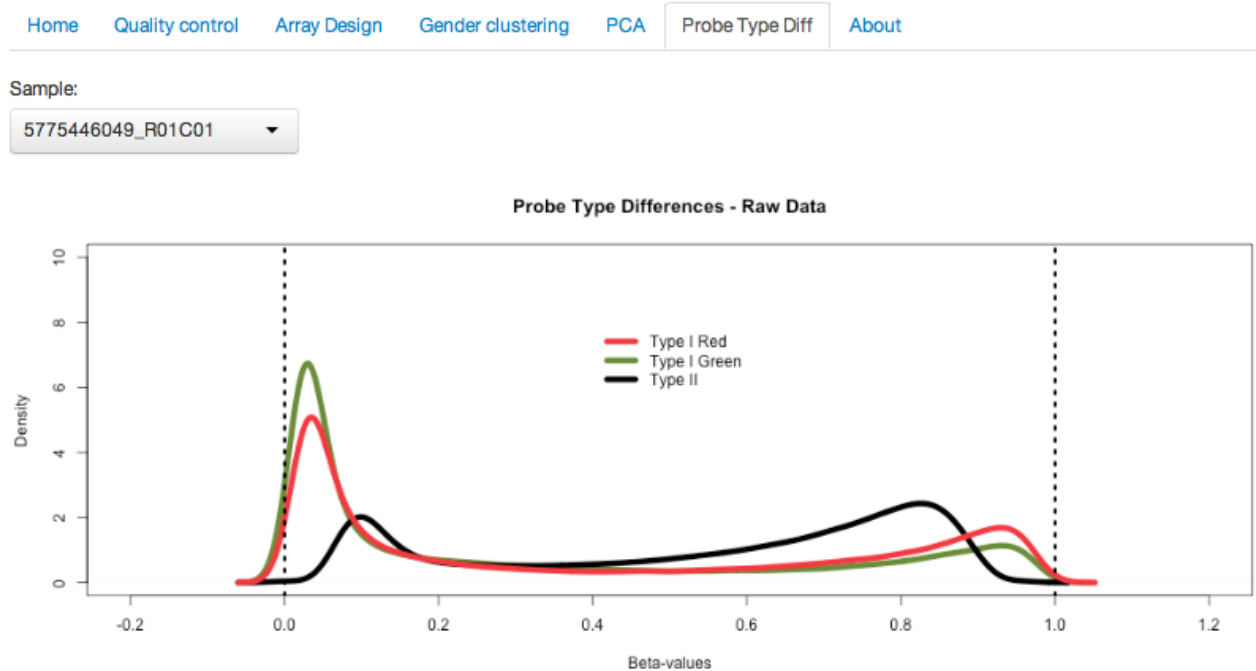 Home Quality control Array Design Gender clustering PCA Probe Type Diff About
Sample:
5775446049_R01C01
Probe Type Differences - Raw Data
10
8
6
4
2
0
Density
Type I Red
Type I Green
Type II
-0.2 0.0 0.2 0.4 0.6 0.8 1.0 1.2
Beta-values